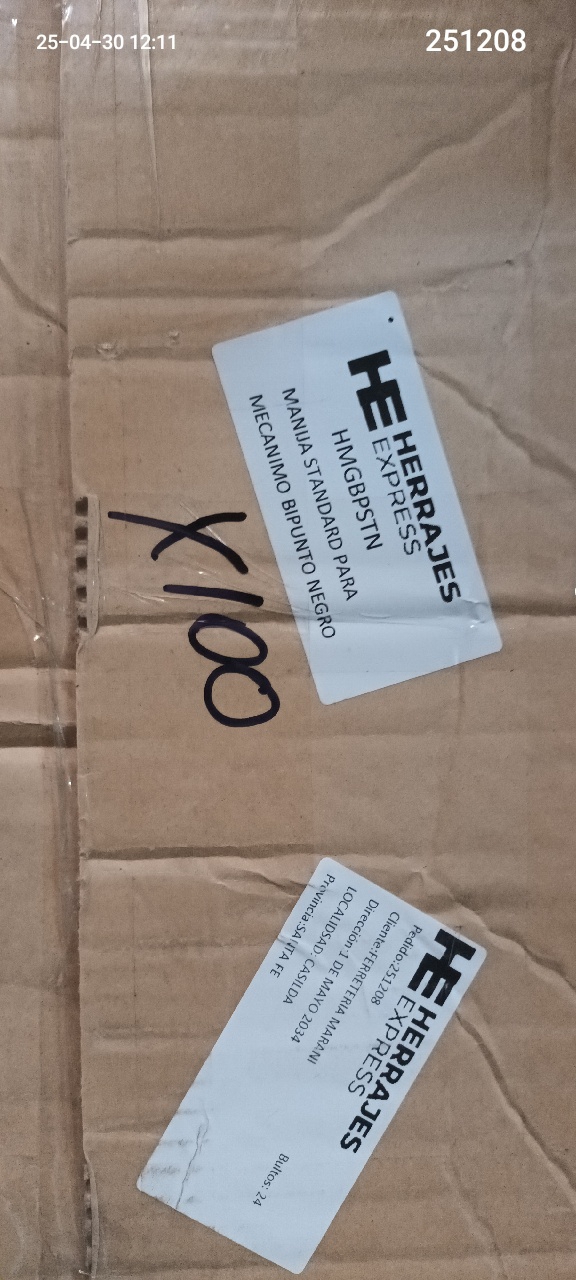 25-04-30 12:11
251208
HE HERRAJES
EXPRESS
HMGBPSTN
MANIJA STANDARD PARA
MECANIMO BIPUNTO NEGRO
X100
HE HERRAJES
EXPRESS
Pedido:251208
Cliente:FERRETERIA MARANI
Dirección 1 DE MAYO 2034
LOCALIDSAD: CASILDA
Provincia:SANTA FE
Bultos: 24